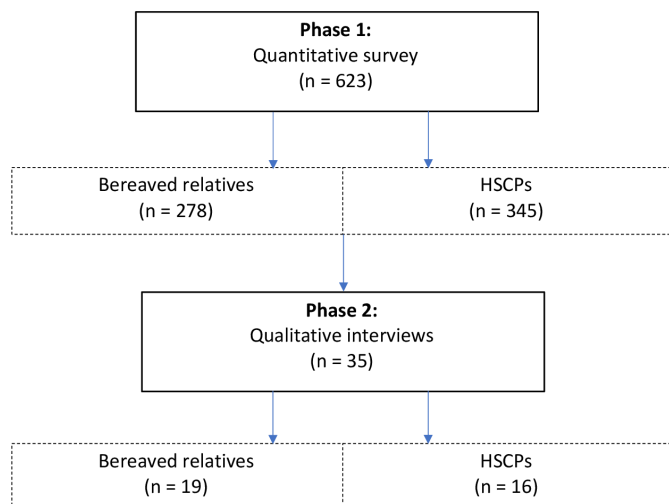 Phase 1:
Quantitative survey
(n = 623)
Bereaved relatives
(n = 278)
HSCPs
(n = 345)
Phase 2:
Qualitative interviews
(n = 35)
Bereaved relatives
(n = 19)
HSCPs
(n = 16)